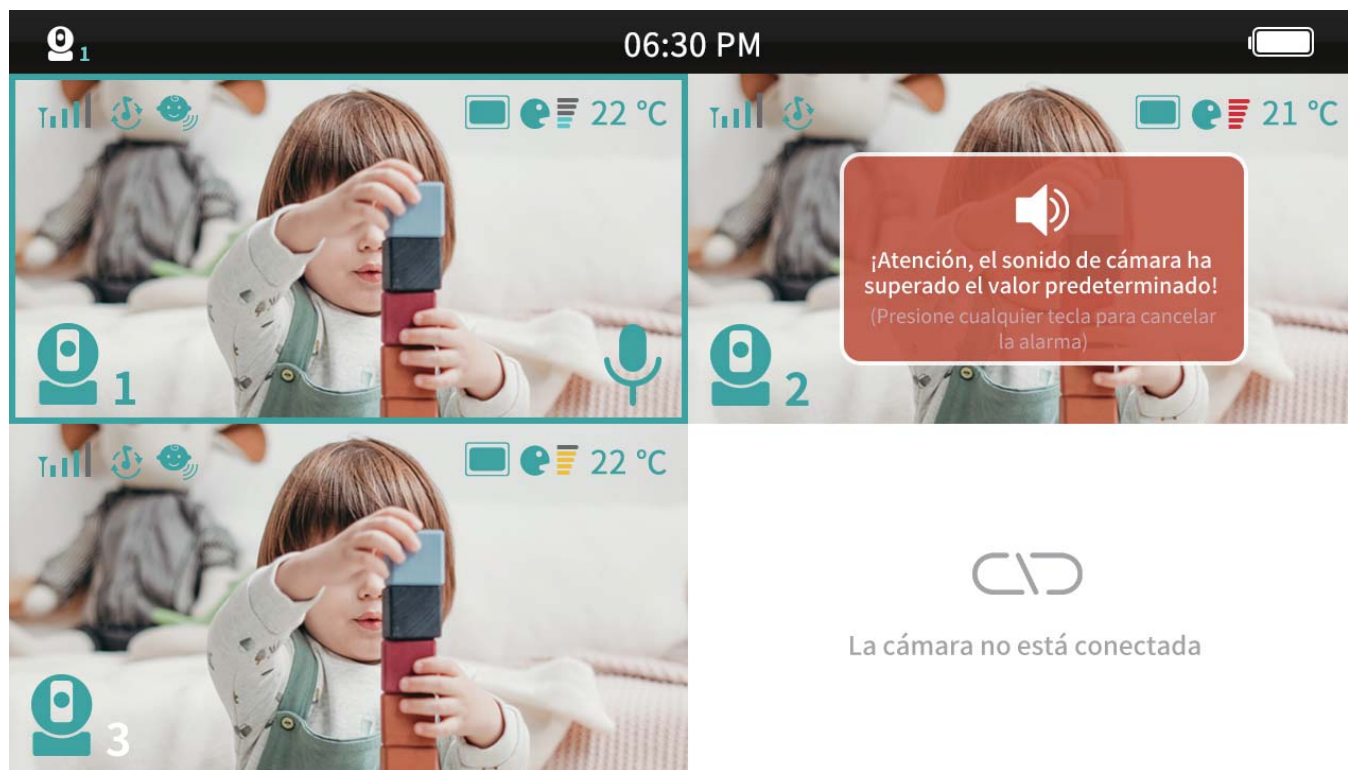 1
06:30 PM
22 °C
21 °C
¡Atención, el sonido de cámara ha
superado el valor predeterminado!
(Presione cualquier tecla para cancelar
la alarma)
1
2
22 °C
La cámara no está conectada
3